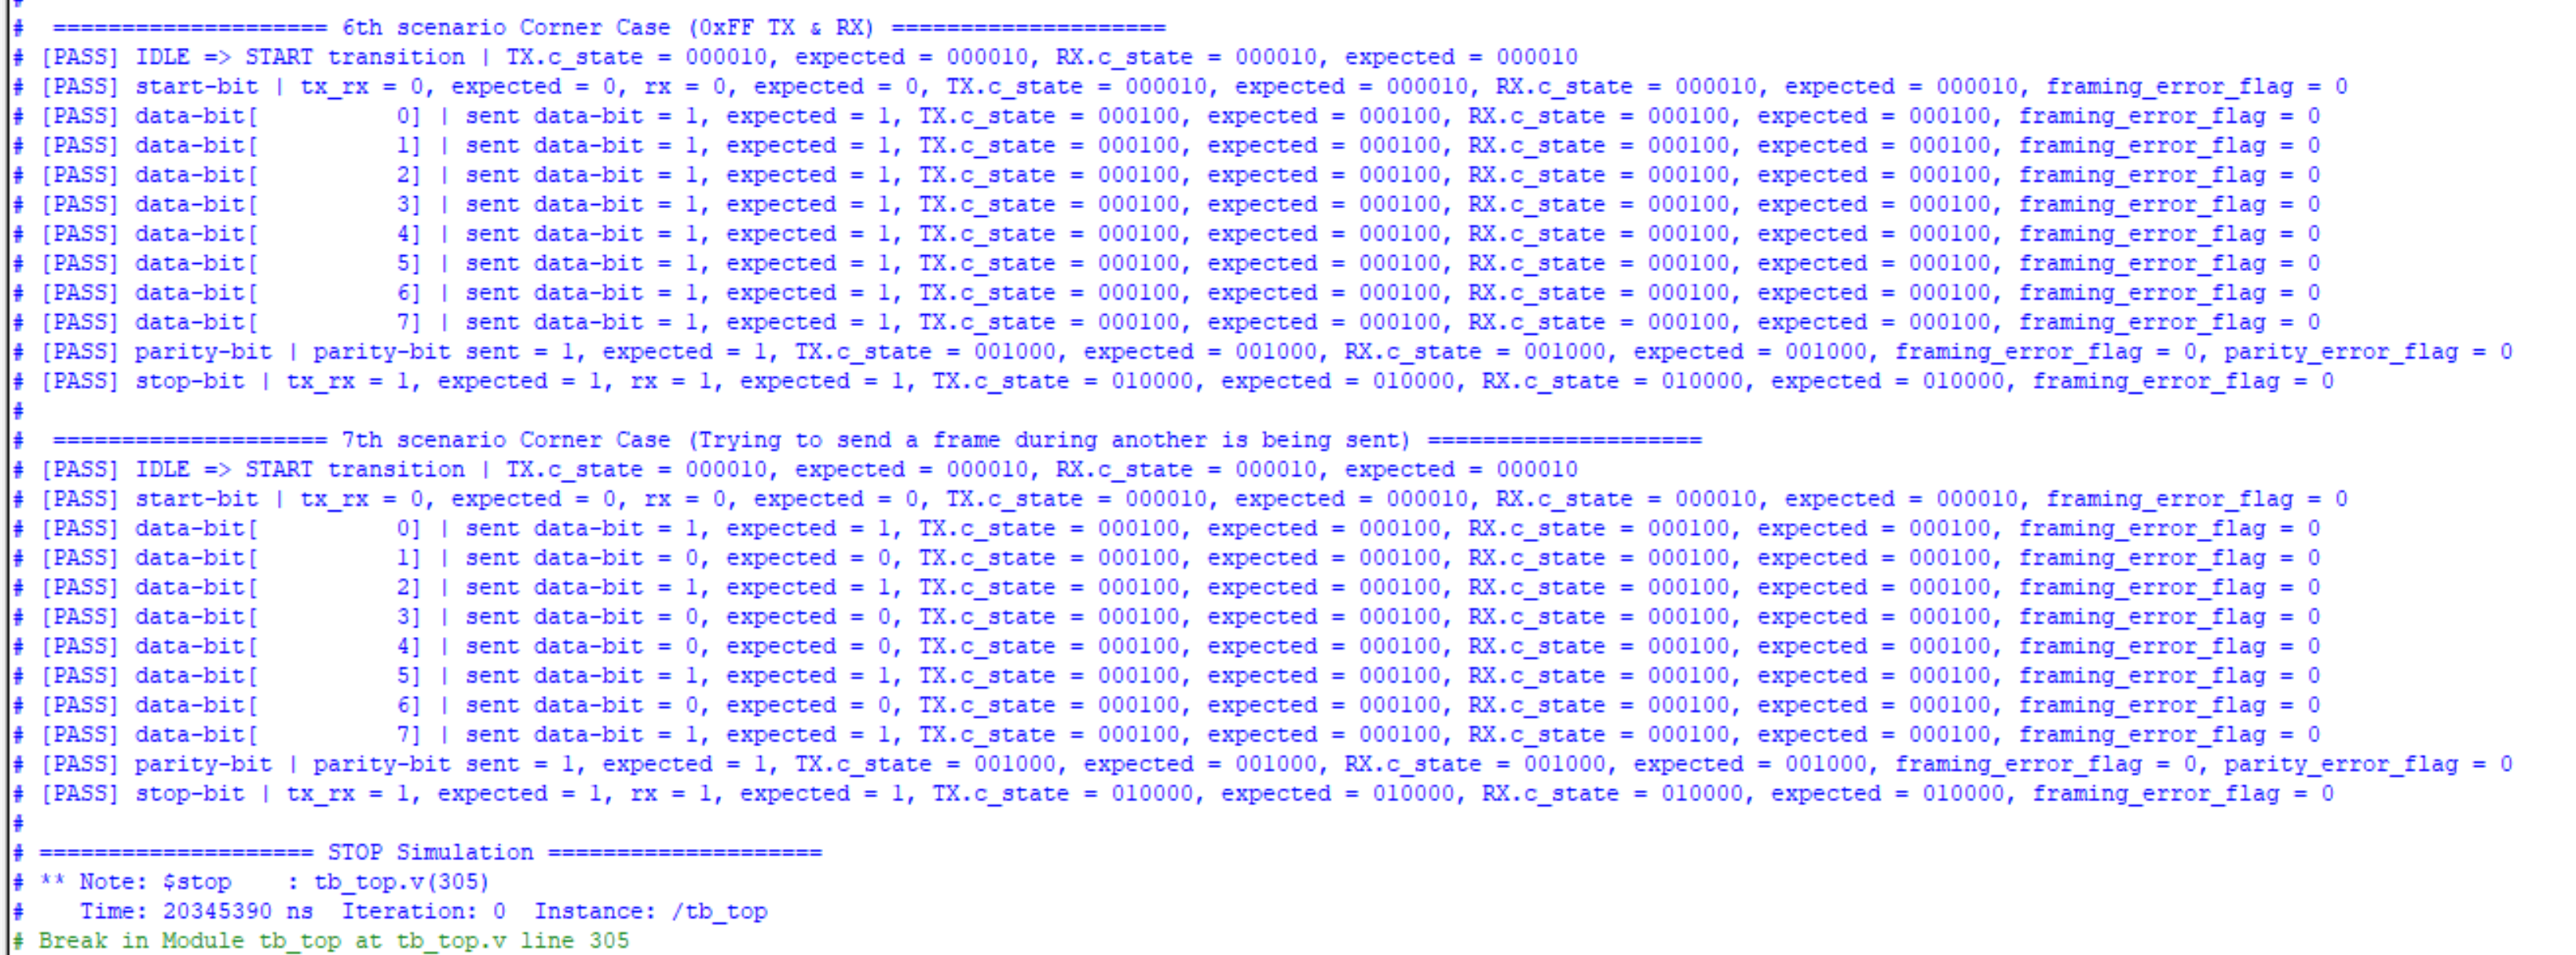 #
#  ==================== 6th scenario Corner Case (0xFF TX & RX) ====================
# [PASS] IDLE => START transition | TX.c_state = 000010, expected = 000010, RX.c_state = 000010, expected = 000010
# [PASS] start-bit | tx_rx = 0, expected = 0, rx = 0, expected = 0, TX.c_state = 000010, expected = 000010, RX.c_state = 000010, expected = 000010, framing_error_flag = 0
# [PASS] data-bit[          0] | sent data-bit = 1, expected = 1, TX.c_state = 000100, expected = 000100, RX.c_state = 000100, expected = 000100, framing_error_flag = 0
# [PASS] data-bit[          1] | sent data-bit = 1, expected = 1, TX.c_state = 000100, expected = 000100, RX.c_state = 000100, expected = 000100, framing_error_flag = 0
# [PASS] data-bit[          2] | sent data-bit = 1, expected = 1, TX.c_state = 000100, expected = 000100, RX.c_state = 000100, expected = 000100, framing_error_flag = 0
# [PASS] data-bit[          3] | sent data-bit = 1, expected = 1, TX.c_state = 000100, expected = 000100, RX.c_state = 000100, expected = 000100, framing_error_flag = 0
# [PASS] data-bit[          4] | sent data-bit = 1, expected = 1, TX.c_state = 000100, expected = 000100, RX.c_state = 000100, expected = 000100, framing_error_flag = 0
# [PASS] data-bit[          5] | sent data-bit = 1, expected = 1, TX.c_state = 000100, expected = 000100, RX.c_state = 000100, expected = 000100, framing_error_flag = 0
# [PASS] data-bit[          6] | sent data-bit = 1, expected = 1, TX.c_state = 000100, expected = 000100, RX.c_state = 000100, expected = 000100, framing_error_flag = 0
# [PASS] data-bit[          7] | sent data-bit = 1, expected = 1, TX.c_state = 000100, expected = 000100, RX.c_state = 000100, expected = 000100, framing_error_flag = 0
# [PASS] parity-bit | parity-bit sent = 1, expected = 1, TX.c_state = 001000, expected = 001000, RX.c_state = 001000, expected = 001000, framing_error_flag = 0, parity_error_flag = 0
# [PASS] stop-bit | tx_rx = 1, expected = 1, rx = 1, expected = 1, TX.c_state = 010000, expected = 010000, RX.c_state = 010000, expected = 010000, framing_error_flag = 0
#
#  ==================== 7th scenario Corner Case (Trying to send a frame during another is being sent) ====================
# [PASS] IDLE => START transition | TX.c_state = 000010, expected = 000010, RX.c_state = 000010, expected = 000010
# [PASS] start-bit | tx_rx = 0, expected = 0, rx = 0, expected = 0, TX.c_state = 000010, expected = 000010, RX.c_state = 000010, expected = 000010, framing_error_flag = 0
# [PASS] data-bit[          0] | sent data-bit = 1, expected = 1, TX.c_state = 000100, expected = 000100, RX.c_state = 000100, expected = 000100, framing_error_flag = 0
# [PASS] data-bit[          1] | sent data-bit = 0, expected = 0, TX.c_state = 000100, expected = 000100, RX.c_state = 000100, expected = 000100, framing_error_flag = 0
# [PASS] data-bit[          2] | sent data-bit = 1, expected = 1, TX.c_state = 000100, expected = 000100, RX.c_state = 000100, expected = 000100, framing_error_flag = 0
# [PASS] data-bit[          3] | sent data-bit = 0, expected = 0, TX.c_state = 000100, expected = 000100, RX.c_state = 000100, expected = 000100, framing_error_flag = 0
# [PASS] data-bit[          4] | sent data-bit = 0, expected = 0, TX.c_state = 000100, expected = 000100, RX.c_state = 000100, expected = 000100, framing_error_flag = 0
# [PASS] data-bit[          5] | sent data-bit = 1, expected = 1, TX.c_state = 000100, expected = 000100, RX.c_state = 000100, expected = 000100, framing_error_flag = 0
# [PASS] data-bit[          6] | sent data-bit = 0, expected = 0, TX.c_state = 000100, expected = 000100, RX.c_state = 000100, expected = 000100, framing_error_flag = 0
# [PASS] data-bit[          7] | sent data-bit = 1, expected = 1, TX.c_state = 000100, expected = 000100, RX.c_state = 000100, expected = 000100, framing_error_flag = 0
# [PASS] parity-bit | parity-bit sent = 1, expected = 1, TX.c_state = 001000, expected = 001000, RX.c_state = 001000, expected = 001000, framing_error_flag = 0, parity_error_flag = 0
# [PASS] stop-bit | tx_rx = 1, expected = 1, rx = 1, expected = 1, TX.c_state = 010000, expected = 010000, RX.c_state = 010000, expected = 010000, framing_error_flag = 0
#
# ==================== STOP Simulation ====================
# ** Note: $stop    : tb_top.v(305)
#    Time: 20345390 ns  Iteration: 0  Instance: /tb_top
# Break in Module tb_top at tb_top.v line 305